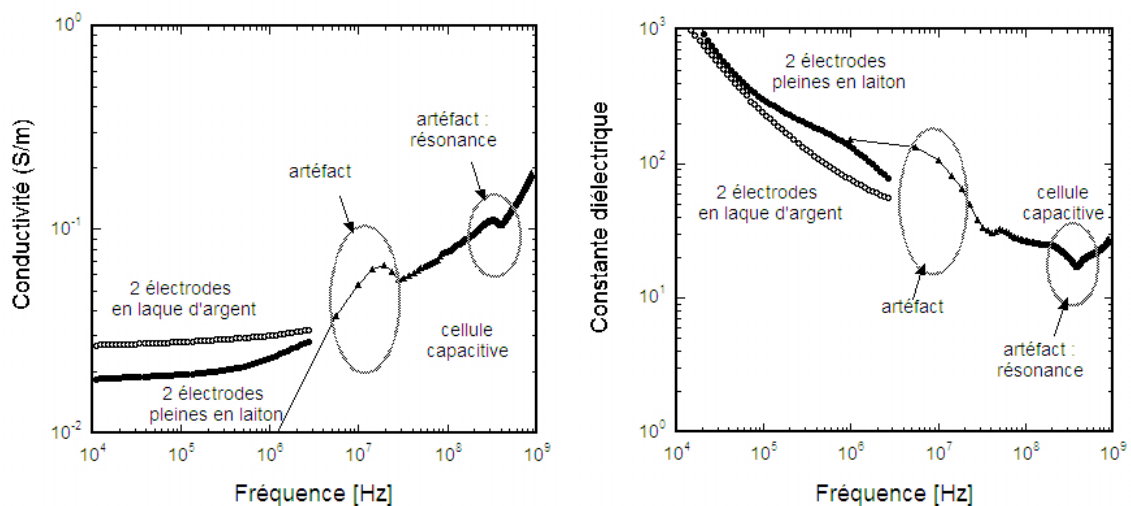 10^0
10^-1
10^-2
Conductivité (S/m)
artéfact :
résonance
artéfact
2 électrodes
en laque d'argent
cellule
capacitive
2 électrodes
pleines en laiton
10^4 10^5 10^6 10^7 10^8 10^9
Fréquence [Hz]
10^3
10^2
10^1
10^0
Constante diélectrique
2 électrodes
pleines en laiton
2 électrodes
en laque d'argent
cellule
capacitive
artéfact
artéfact :
résonance
10^4 10^5 10^6 10^7 10^8 10^9
Fréquence [Hz]